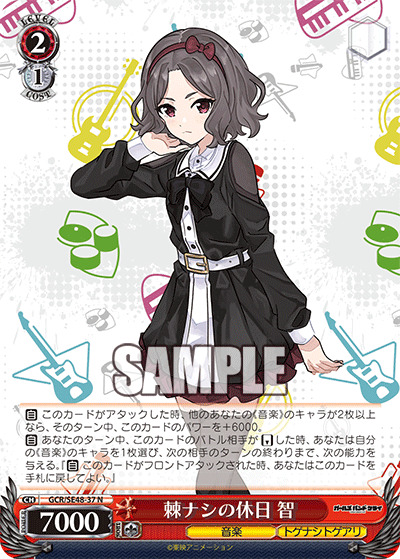 LEVEL
2
1
COST
SAMPLE
自 このカードがアタックした時、他のあなたの《音楽》のキャラが2枚以上
なら、そのターン中、このカードのパワーを+6000。
自 あなたのターン中、このカードのバトル相手が した時、あなたは自分
の《音楽》のキャラを1枚選び、次の相手のターンの終わりまで、次の能力を
与える。『自 このカードがフロントアタックされた時、あなたはこのカードを
手札に戻してよい。』
CH GCR/SE48-37 N
7000
棘ナシの休日 智
ガールズバンドクライ
音楽
トゲナシトゲアリ
©東映アニメーション